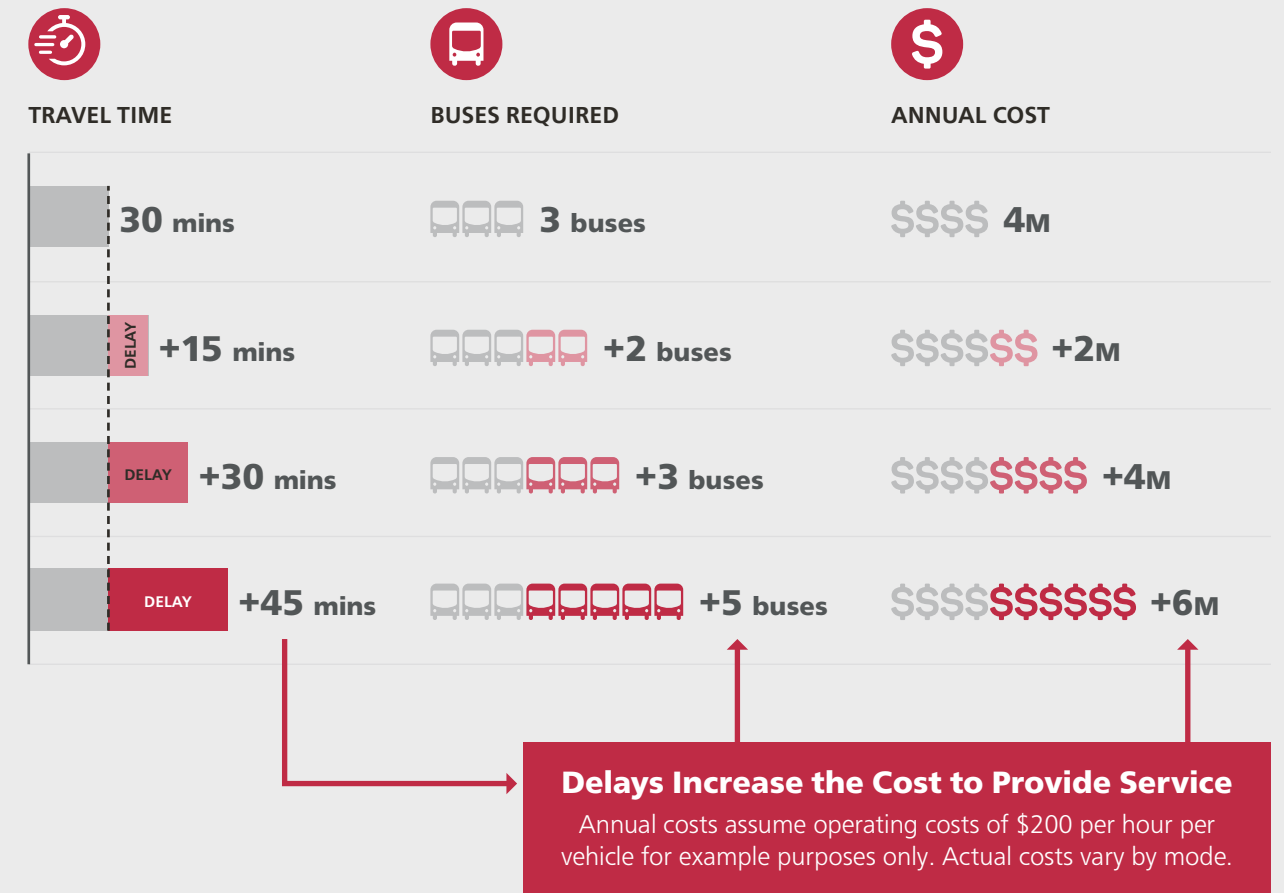 TRAVEL TIME
BUSES REQUIRED
ANNUAL COST
30 mins
3 buses
$$$$ 4M
DELAY
+15 mins
+2 buses
$$$$$$ +2M
DELAY
+30 mins
+3 buses
$$$$$$$$ +4M
DELAY
+45 mins
+5 buses
$$$$$$$$$$ +6M
Delays Increase the Cost to Provide Service
Annual costs assume operating costs of $200 per hour per
vehicle for example purposes only. Actual costs vary by mode.